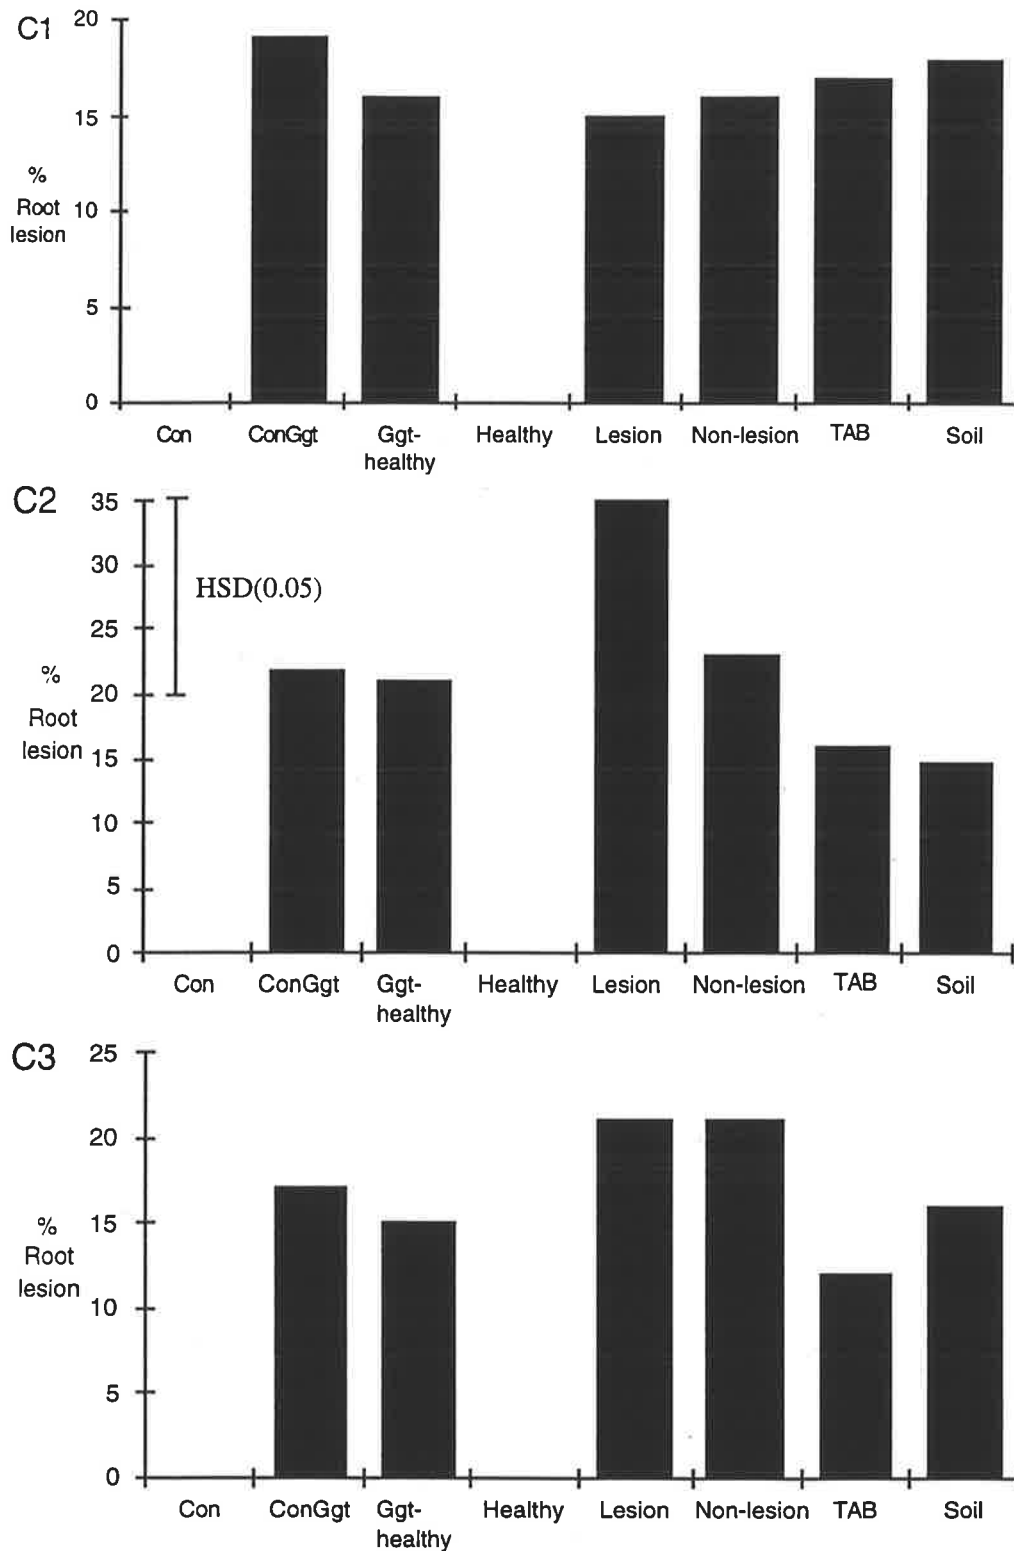 C1
20
15
%
Root
lesion
10
5
0
Con ConGgt Ggt-healthy Healthy Lesion Non-lesion TAB Soil
C2
35
30
HSD(0.05)
25
%
20
Root
lesion
15
10
5
0
Con ConGgt Ggt-healthy Healthy Lesion Non-lesion TAB Soil
C3
25
20
%
15
Root
lesion
10
5
0
Con ConGgt Ggt-healthy Healthy Lesion Non-lesion TAB Soil